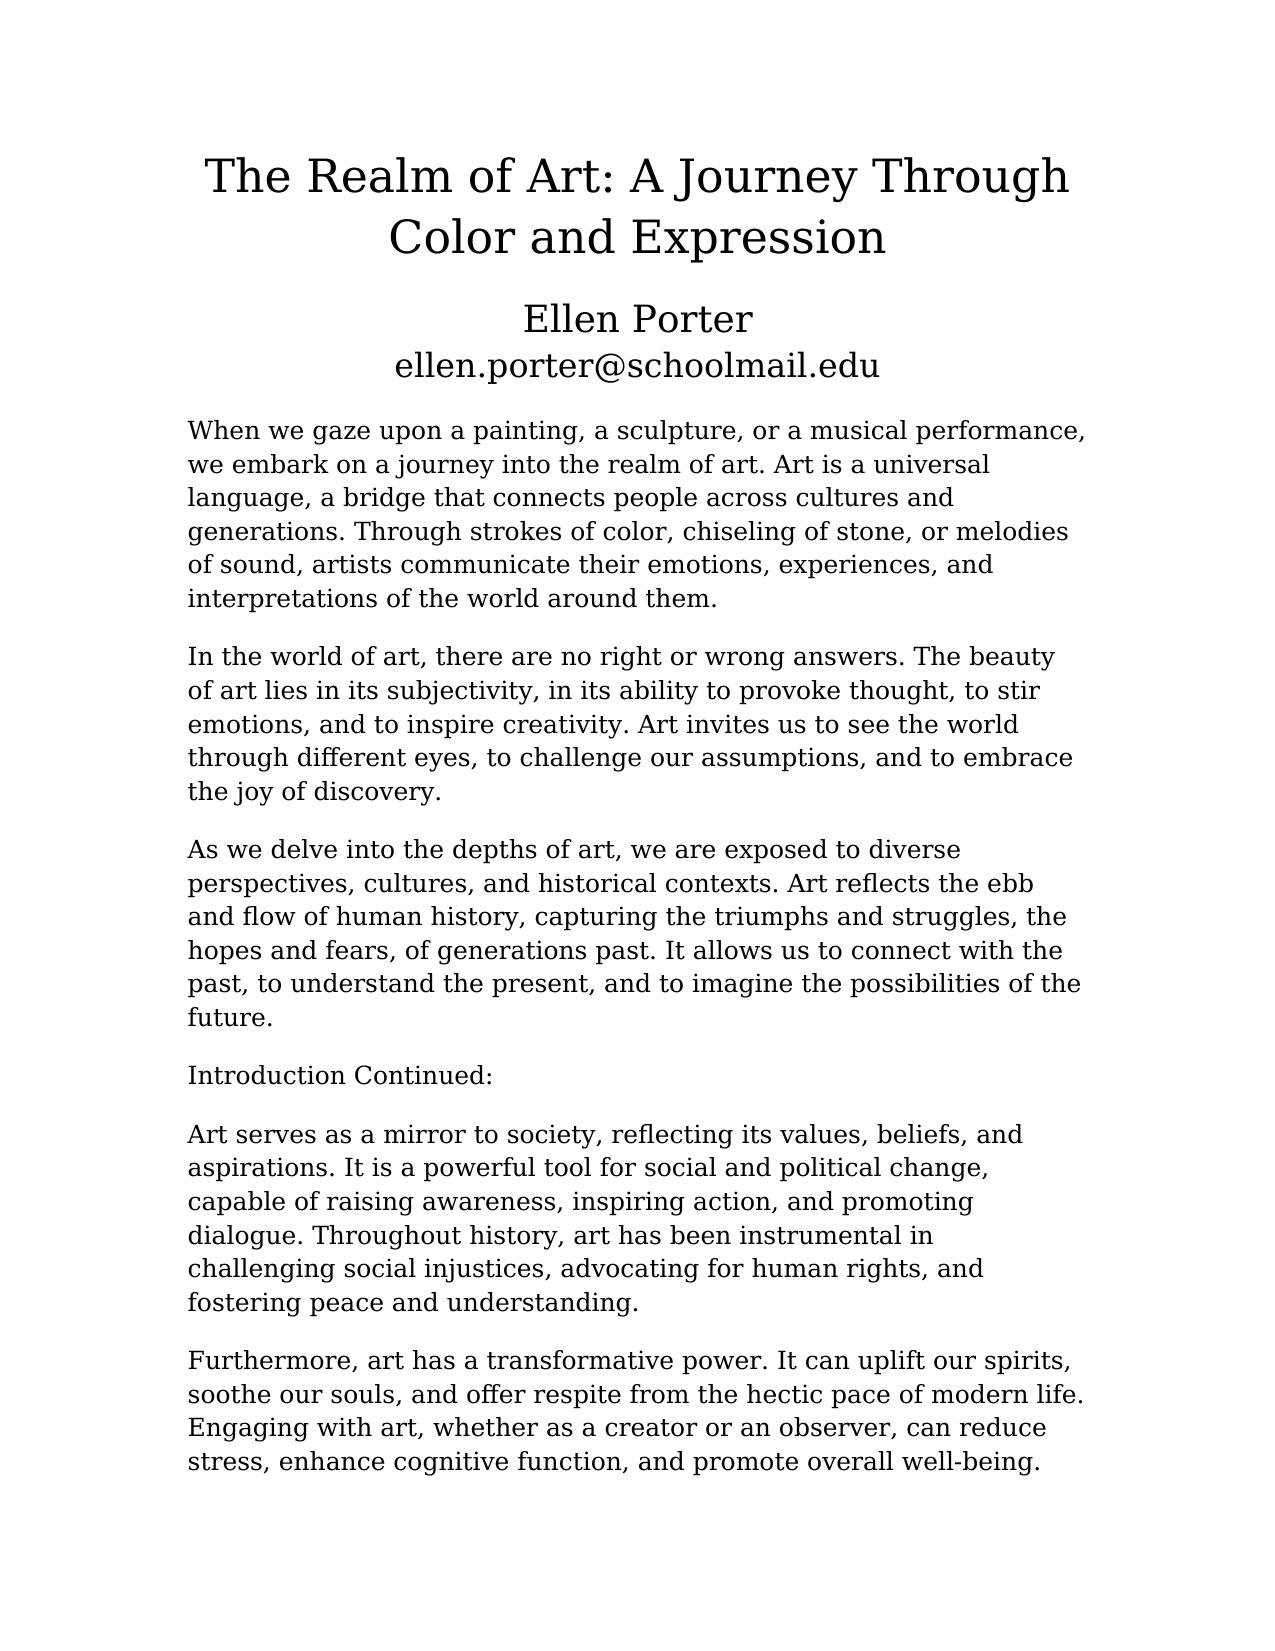 The Realm of Art: A Journey Through
Color and Expression
Ellen Porter
ellen.porter@schoolmail.edu
When we gaze upon a painting, a sculpture, or a musical performance,
we embark on a journey into the realm of art. Art is a universal
language, a bridge that connects people across cultures and
generations. Through strokes of color, chiseling of stone, or melodies
of sound, artists communicate their emotions, experiences, and
interpretations of the world around them.
In the world of art, there are no right or wrong answers. The beauty
of art lies in its subjectivity, in its ability to provoke thought, to stir
emotions, and to inspire creativity. Art invites us to see the world
through different eyes, to challenge our assumptions, and to embrace
the joy of discovery.
As we delve into the depths of art, we are exposed to diverse
perspectives, cultures, and historical contexts. Art reflects the ebb
and flow of human history, capturing the triumphs and struggles, the
hopes and fears, of generations past. It allows us to connect with the
past, to understand the present, and to imagine the possibilities of the
future.
Introduction Continued:
Art serves as a mirror to society, reflecting its values, beliefs, and
aspirations. It is a powerful tool for social and political change,
capable of raising awareness, inspiring action, and promoting
dialogue. Throughout history, art has been instrumental in
challenging social injustices, advocating for human rights, and
fostering peace and understanding.
Furthermore, art has a transformative power. It can uplift our spirits,
soothe our souls, and offer respite from the hectic pace of modern life.
Engaging with art, whether as a creator or an observer, can reduce
stress, enhance cognitive function, and promote overall well-being.